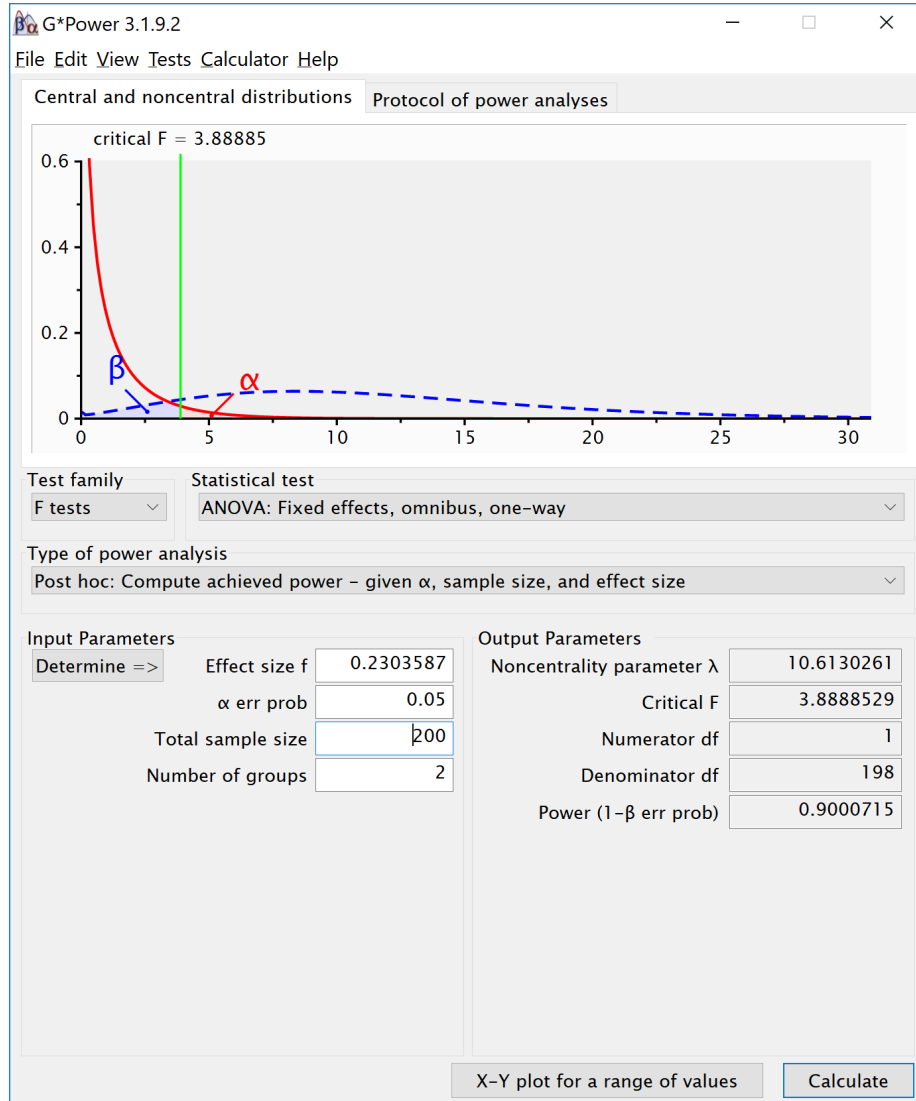 βα G*Power 3.1.9.2
File Edit View Tests Calculator Help
Central and noncentral distributions Protocol of power analyses
critical F = 3.88885
0.6
0.4
0.2
β
α
0
0 5 10 15 20 25 30
Test family Statistical test
F tests ANOVA: Fixed effects, omnibus, one-way
Type of power analysis
Post hoc: Compute achieved power – given α, sample size, and effect size
Input Parameters
Determine => Effect size f 0.2303587
α err prob 0.05
Total sample size 200
Number of groups 2
Output Parameters
Noncentrality parameter λ 10.6130261
Critical F 3.8888529
Numerator df 1
Denominator df 198
Power (1-β err prob) 0.9000715
X-Y plot for a range of values Calculate